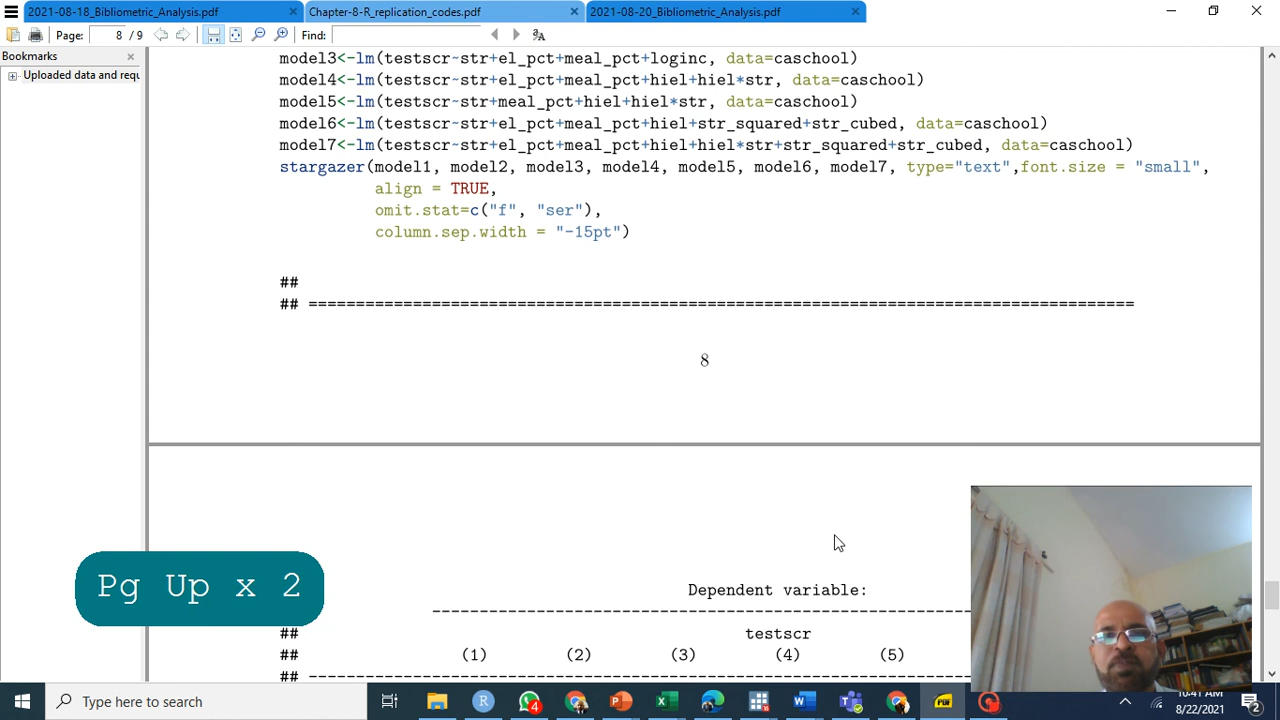 2021-08-18_Bibliometric_Analysis.pdf
Chapter-8-R_replication_codes.pdf
2021-08-20_Bibliometric_Analysis.pdf
Page: 8 / 9
Find:
Bookmarks
Uploaded data and requ
model3<-lm(testscr~str+el_pct+meal_pct+loginc, data=caschool)
model4<-lm(testscr~str+el_pct+meal_pct+hiel+hiel*str, data=caschool)
model5<-lm(testscr~str+meal_pct+hiel+hiel*str, data=caschool)
model6<-lm(testscr~str+el_pct+meal_pct+hiel+str_squared+str_cubed, data=caschool)
model7<-lm(testscr~str+el_pct+meal_pct+hiel+hiel*str+str_squared+str_cubed, data=caschool)
stargazer(model1, model2, model3, model4, model5, model6, model7, type="text",font.size = "small",
align = TRUE,
omit.stat=c("f", "ser"),
column.sep.width = "-15pt")
##
## =======================================================================================
8
Dependent variable:
---------------------------------------------------------
## testscr
## (1) (2) (3) (4) (5)
## ----------------------------------------------------------------------
Pg Up x 2
Type here to search
4
10:41 AM
8/22/2021
2